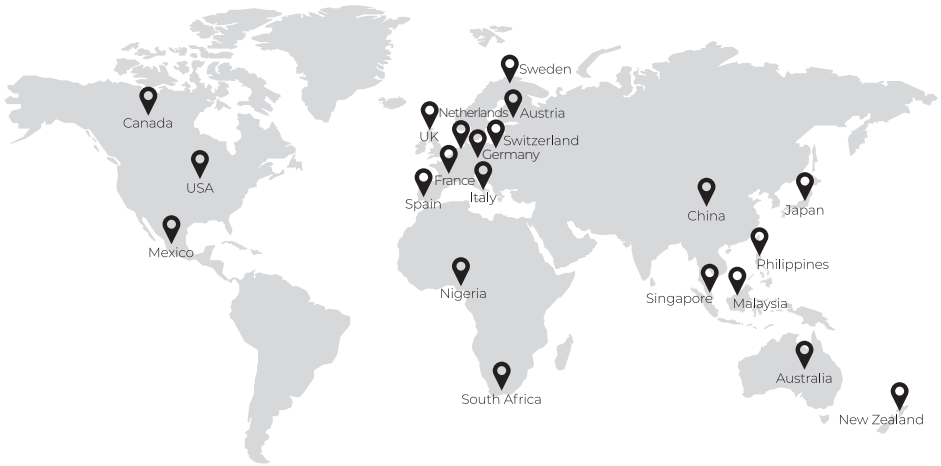 Sweden
Canada
Netherlands
Austria
UK
Switzerland
Germany
France
USA
Italy
Spain
China
Japan
Mexico
Philippines
Nigeria
Singapore
Malaysia
Australia
South Africa
New Zealand